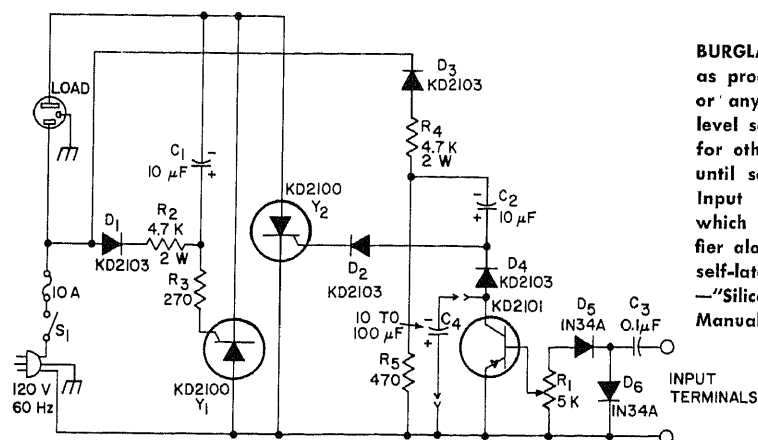 LOAD
10 A
S1
120 V
60 Hz
D1
KD2103
R2
4.7 K
2 W
C1
10 µF
R3
270
KD2100
Y1
KD2100
Y2
D2
KD2103
D3
KD2103
R4
4.7 K
2 W
C2
10 µF
D4
KD2103
KD2101
10 TO
100 µF
C4
R5
470
D5
1N34A
C3
0.1µF
R1
5 K
D6
1N34A
INPUT
TERMINALS
BURGLA
as proc
or any
level s
for oth
until s
Input
which
fier alo
self-lat
—"Silic
Manual